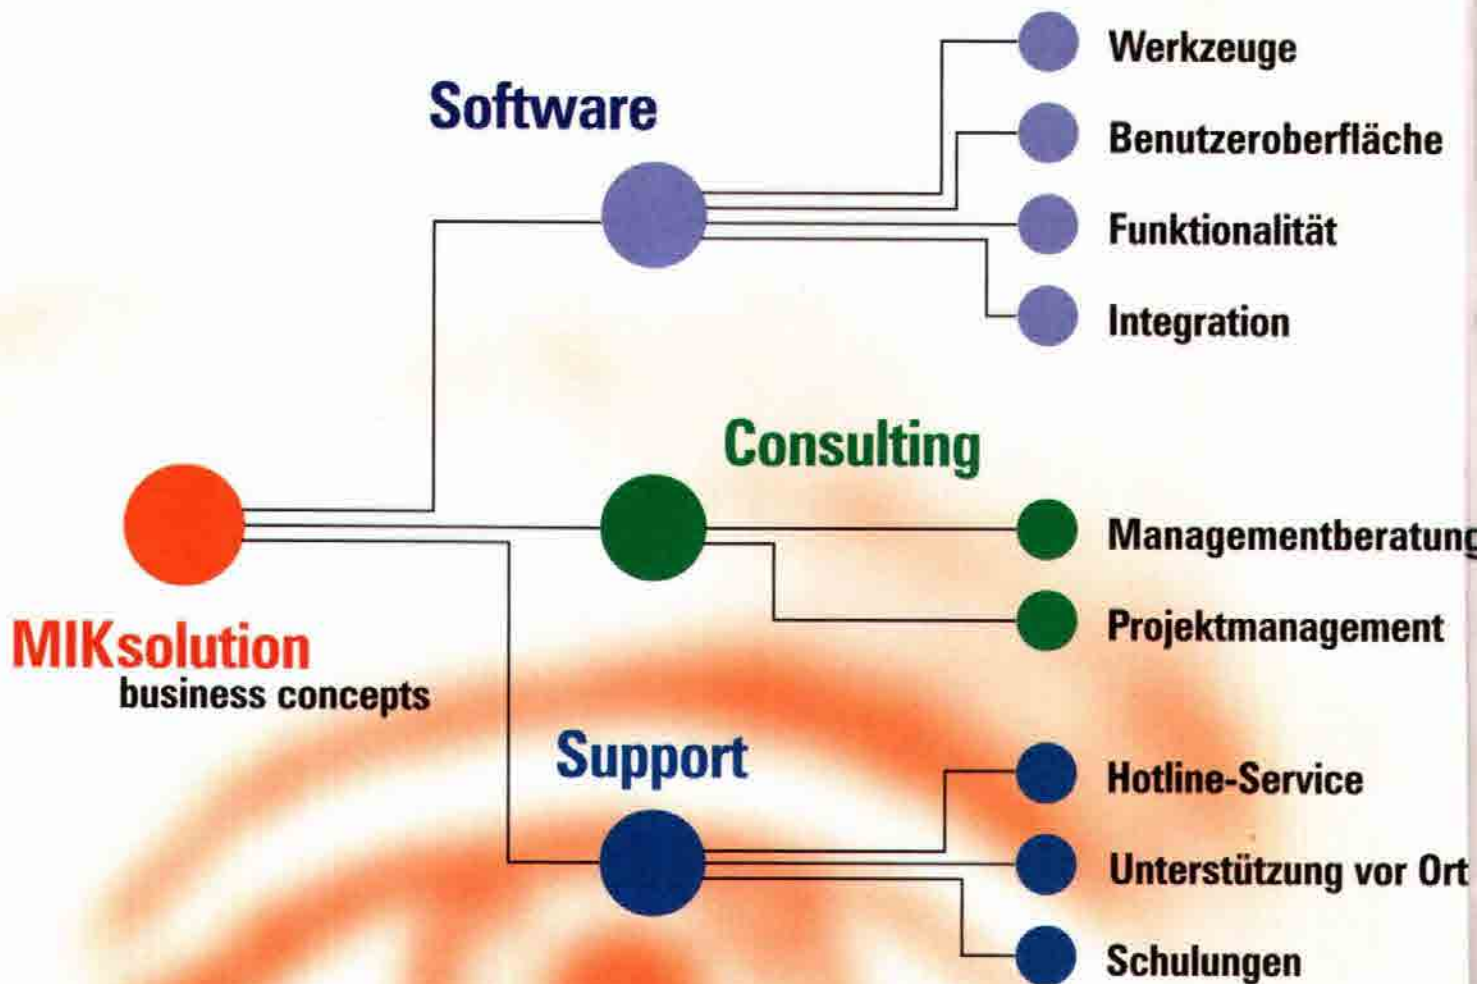 Software
Werkzeuge
Benutzeroberfläche
Funktionalität
Integration
Consulting
Managementberatung
Projektmanagement
MIKsolution
business concepts
Support
Hotline-Service
Unterstützung vor Ort
Schulungen